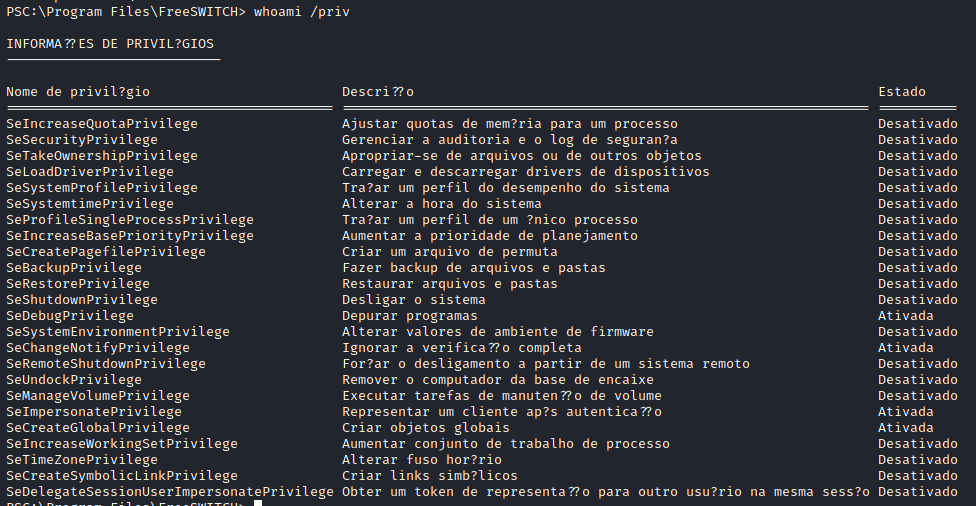 PSC:\Program Files\FreeSWITCH> whoami /priv
INFORMA??ES DE PRIVIL?GIOS
--------------------------
Nome de privil?gio Descri??o Estado
========================================= ================================================================== ==========
SeIncreaseQuotaPrivilege Ajustar quotas de mem?ria para um processo Desativado
SeSecurityPrivilege Gerenciar a auditoria e o log de seguran?a Desativado
SeTakeOwnershipPrivilege Apropriar-se de arquivos ou de outros objetos Desativado
SeLoadDriverPrivilege Carregar e descarregar drivers de dispositivos Desativado
SeSystemProfilePrivilege Tra?ar um perfil do desempenho do sistema Desativado
SeSystemtimePrivilege Alterar a hora do sistema Desativado
SeProfileSingleProcessPrivilege Tra?ar um perfil de um ?nico processo Desativado
SeIncreaseBasePriorityPrivilege Aumentar a prioridade de planejamento Desativado
SeCreatePagefilePrivilege Criar um arquivo de permuta Desativado
SeBackupPrivilege Fazer backup de arquivos e pastas Desativado
SeRestorePrivilege Restaurar arquivos e pastas Desativado
SeShutdownPrivilege Desligar o sistema Desativado
SeDebugPrivilege Depurar programas Ativada
SeSystemEnvironmentPrivilege Alterar valores de ambiente de firmware Desativado
SeChangeNotifyPrivilege Ignorar a verifica??o completa Ativada
SeRemoteShutdownPrivilege For?ar o desligamento a partir de um sistema remoto Desativado
SeUndockPrivilege Remover o computador da base de encaixe Desativado
SeManageVolumePrivilege Executar tarefas de manuten??o de volume Desativado
SeImpersonatePrivilege Representar um cliente ap?s autentica??o Ativada
SeCreateGlobalPrivilege Criar objetos globais Ativada
SeIncreaseWorkingSetPrivilege Aumentar conjunto de trabalho de processo Desativado
SeTimeZonePrivilege Alterar fuso hor?rio Desativado
SeCreateSymbolicLinkPrivilege Criar links simb?licos Desativado
SeDelegateSessionUserImpersonatePrivilege Obter um token de representa??o para outro usu?rio na mesma sess?o Desativado
PSC:\Program Files\FreeSWITCH>